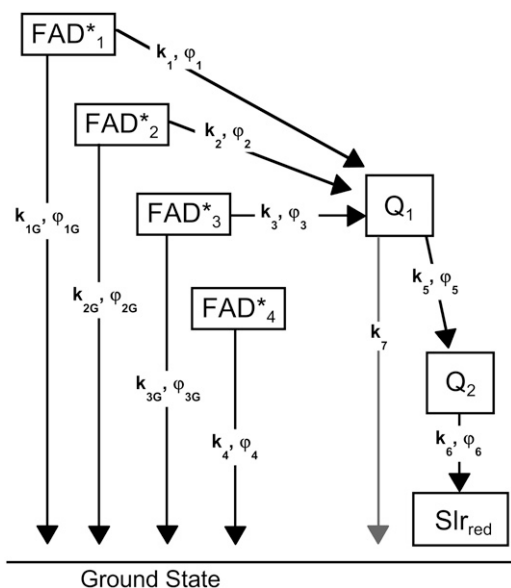 FAD*₁
k₁, φ₁
FAD*₂
k₂, φ₂
FAD*₃
k₃, φ₃
Q₁
k₁G, φ₁G
k₂G, φ₂G
FAD*₄
k₅, φ₅
k₇
k₃G, φ₃G
Q₂
k₄, φ₄
k₆, φ₆
Slrred
Ground State